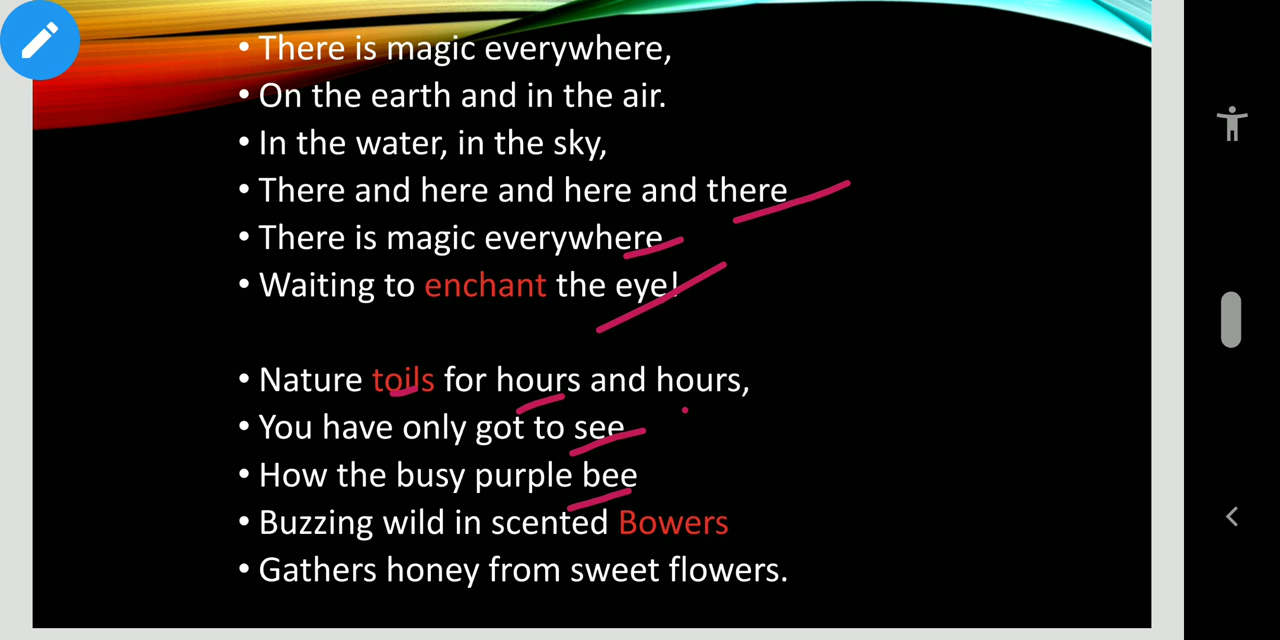 • There is magic everywhere,
• On the earth and in the air.
• In the water, in the sky,
• There and here and here and there
• There is magic everywhere
• Waiting to enchant the eye!
• Nature toils for hours and hours,
• You have only got to see
• How the busy purple bee
• Buzzing wild in scented Bowers
• Gathers honey from sweet flowers.